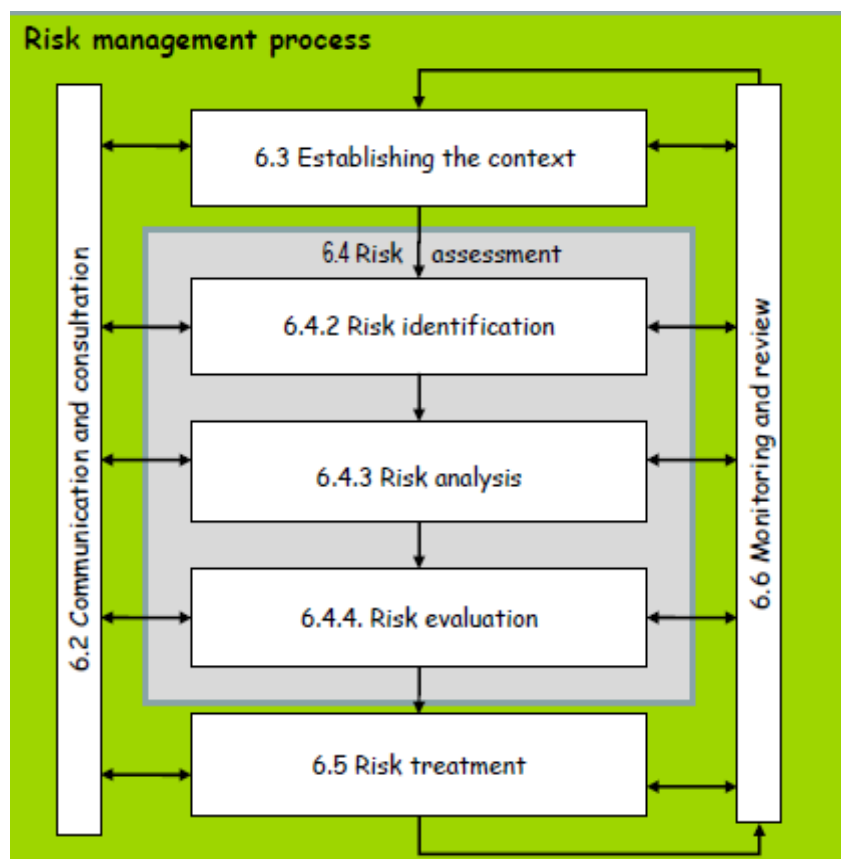 Risk management process
6.3 Establishing the context
6.4 Risk assessment
6.4.2 Risk identification
6.4.3 Risk analysis
6.4.4. Risk evaluation
6.5 Risk treatment
6.2 Communication and consultation
6.6 Monitoring and review